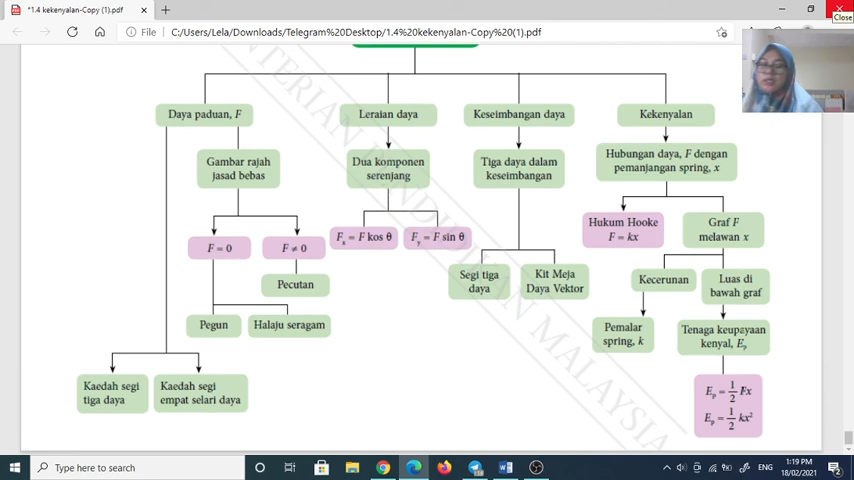 *1.4 kekenyalan-Copy (1).pdf
Close
File
C:/Users/Lela/Downloads/Telegram%20Desktop/1.4%20kekenyalan-Copy%20(1).pdf
Daya paduan, F
Leraian daya
Keseimbangan daya
Kekenyalan
Gambar rajah
jasad bebas
Dua komponen
serenjang
Tiga daya dalam
keseimbangan
Hubungan daya, F dengan
pemanjangan spring, x
F = 0
F ≠ 0
Fₓ = F kos θ
Fᵧ = F sin θ
Hukum Hooke
F = kx
Graf F
melawan x
Pecutan
Segi tiga
daya
Kit Meja
Daya Vektor
Kecerunan
Luas di
bawah graf
Pegun
Halaju seragam
Pemalar
spring, k
Tenaga keupayaan
kenyal, Eₚ
Kaedah segi
tiga daya
Kaedah segi
empat selari daya
Eₚ = 1/2 Fx
Eₚ = 1/2 kx²
KEMENTERIAN PENDIDIKAN MALAYSIA
Type here to search
ENG
1:19 PM
18/02/2021
2